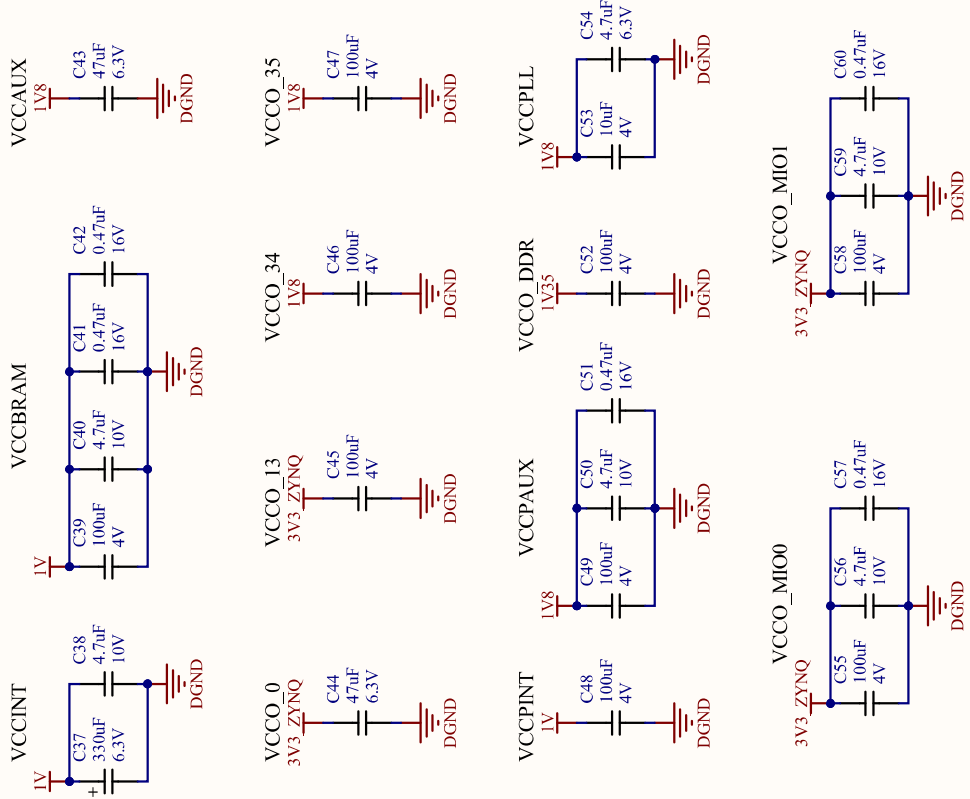 VCCINT
1V
+
C37
330uF
6.3V
C38
4.7uF
10V
DGND
VCCBRAM
1V
C39
100uF
4V
C40
4.7uF
10V
C41
0.47uF
16V
C42
0.47uF
16V
DGND
VCCAUX
1V8
C43
47uF
6.3V
DGND
VCCO_0
3V3_ZYNQ
C44
47uF
6.3V
DGND
VCCO_13
3V3_ZYNQ
C45
100uF
4V
DGND
VCCO_34
1V8
C46
100uF
4V
DGND
VCCO_35
1V8
C47
100uF
4V
DGND
VCCPINT
1V
C48
100uF
4V
DGND
VCCPAUX
1V8
C49
100uF
4V
C50
4.7uF
10V
C51
0.47uF
16V
DGND
VCCO_DDR
1V35
C52
100uF
4V
DGND
VCCPLL
1V8
C53
10uF
4V
C54
4.7uF
6.3V
DGND
VCCO_MIO0
3V3_ZYNQ
C55
100uF
4V
C56
4.7uF
10V
C57
0.47uF
16V
DGND
VCCO_MIO1
3V3_ZYNQ
C58
100uF
4V
C59
4.7uF
10V
C60
0.47uF
16V
DGND